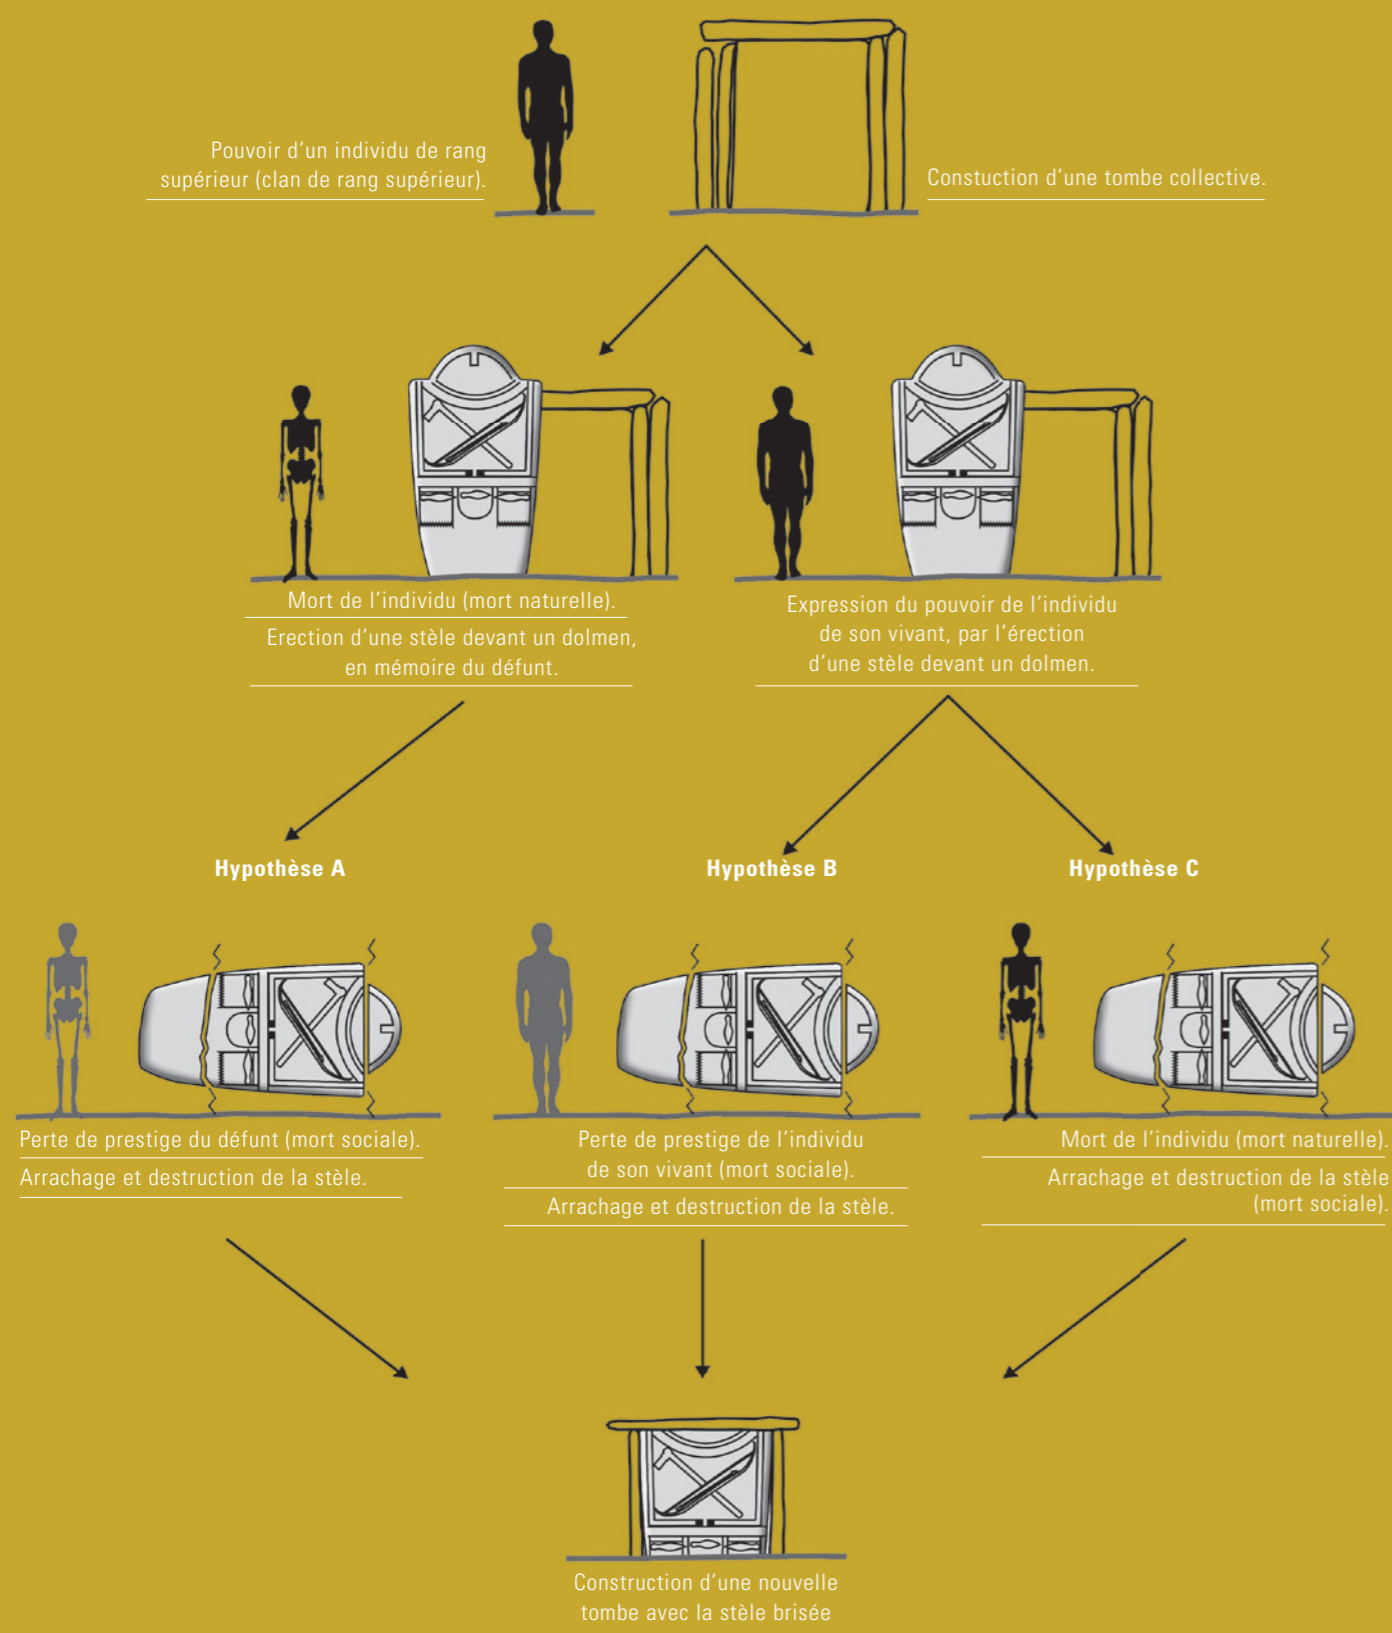 Pouvoir d'un individu de rang
supérieur (clan de rang supérieur).
Constuction d'une tombe collective.
Mort de l'individu (mort naturelle).
Erection d'une stèle devant un dolmen,
en mémoire du défunt.
Expression du pouvoir de l'individu
de son vivant, par l'érection
d'une stèle devant un dolmen.
Hypothèse A
Hypothèse B
Hypothèse C
Perte de prestige du défunt (mort sociale).
Arrachage et destruction de la stèle.
Perte de prestige de l'individu
de son vivant (mort sociale).
Arrachage et destruction de la stèle.
Mort de l'individu (mort naturelle).
Arrachage et destruction de la stèle
(mort sociale).
Construction d'une nouvelle
tombe avec la stèle brisée